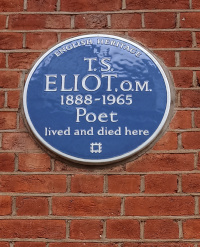 ENGLISH HERITAGE
T.S.
ELIOT, O.M.
1888-1965
Poet
lived and died here